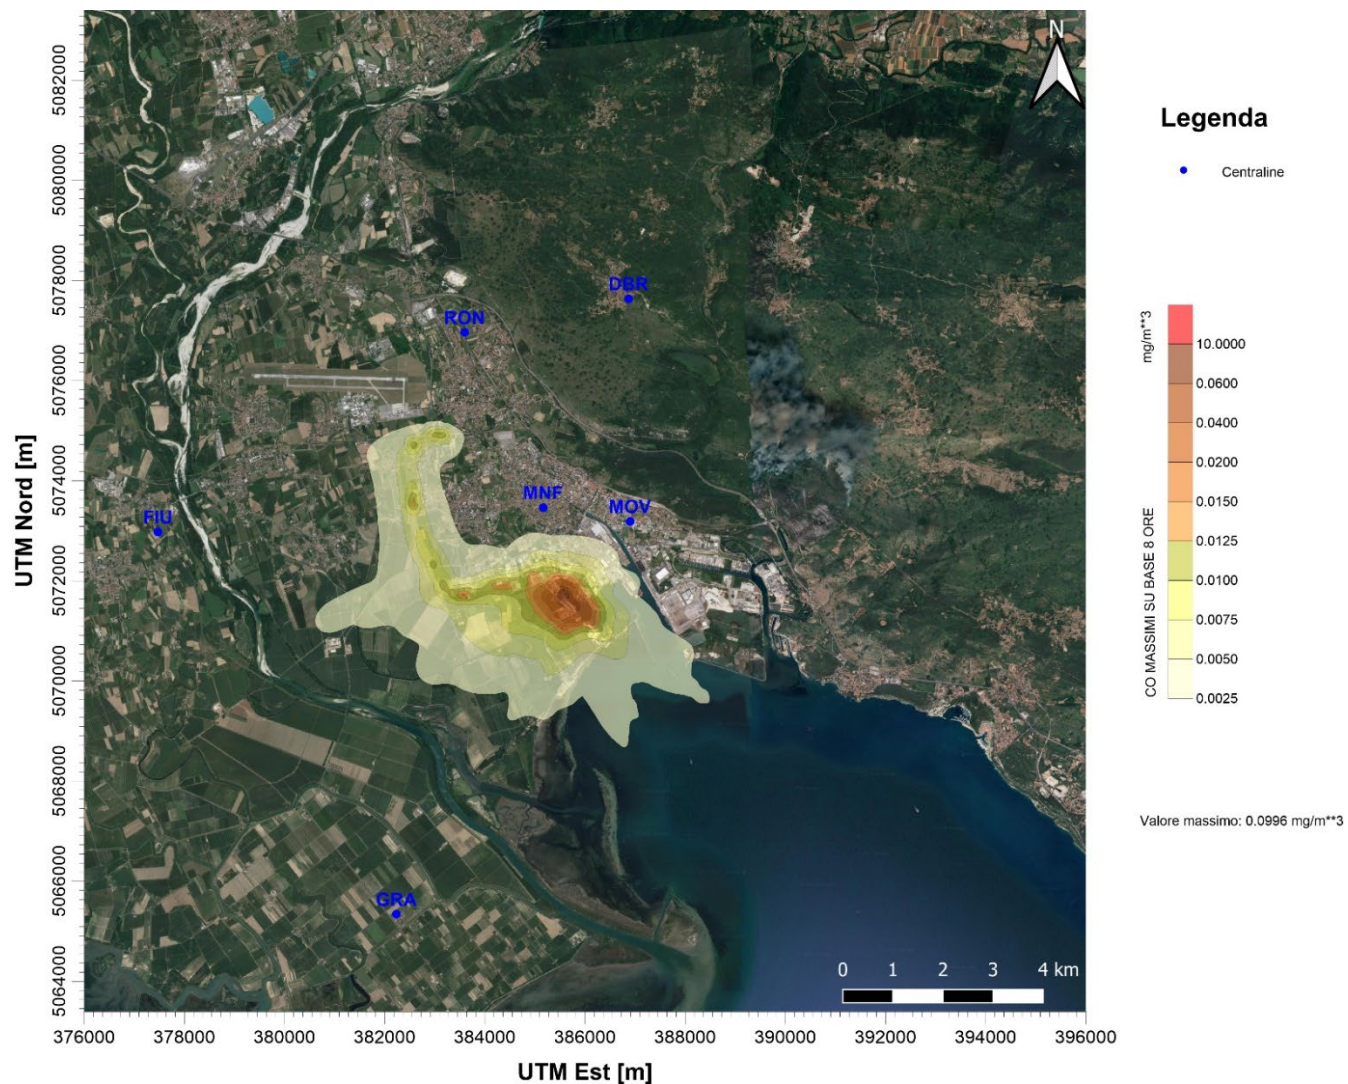 N
Legenda
Centraline
DBR
RON
MNF
MOV
FIU
GRA
mg/m**3
10.0000
0.0600
0.0400
0.0200
0.0150
0.0125
0.0100
0.0075
0.0050
0.0025
CO MASSIMI SU BASE 8 ORE
Valore massimo: 0.0996 mg/m**3
UTM Nord [m]
5082000
5080000
5078000
5076000
5074000
5072000
5070000
5068000
5066000
5064000
0 1 2 3 4 km
376000 378000 380000 382000 384000 386000 388000 390000 392000 394000 396000
UTM Est [m]